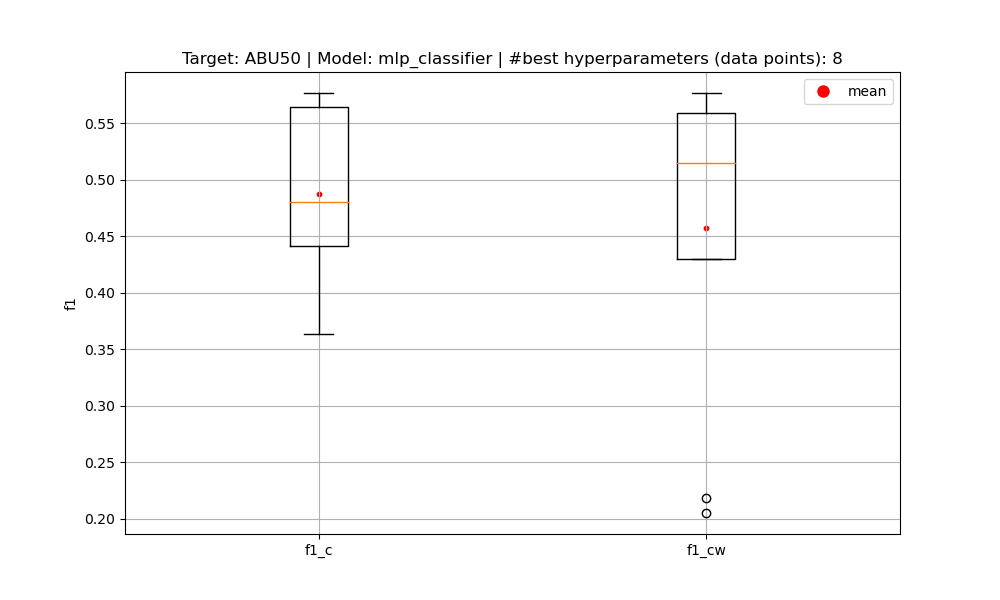 Target: ABU50 | Model: mlp_classifier | #best hyperparameters (data points): 8
mean
0.55
0.50
0.45
0.40
0.35
0.30
0.25
0.20
f1
f1_c
f1_cw